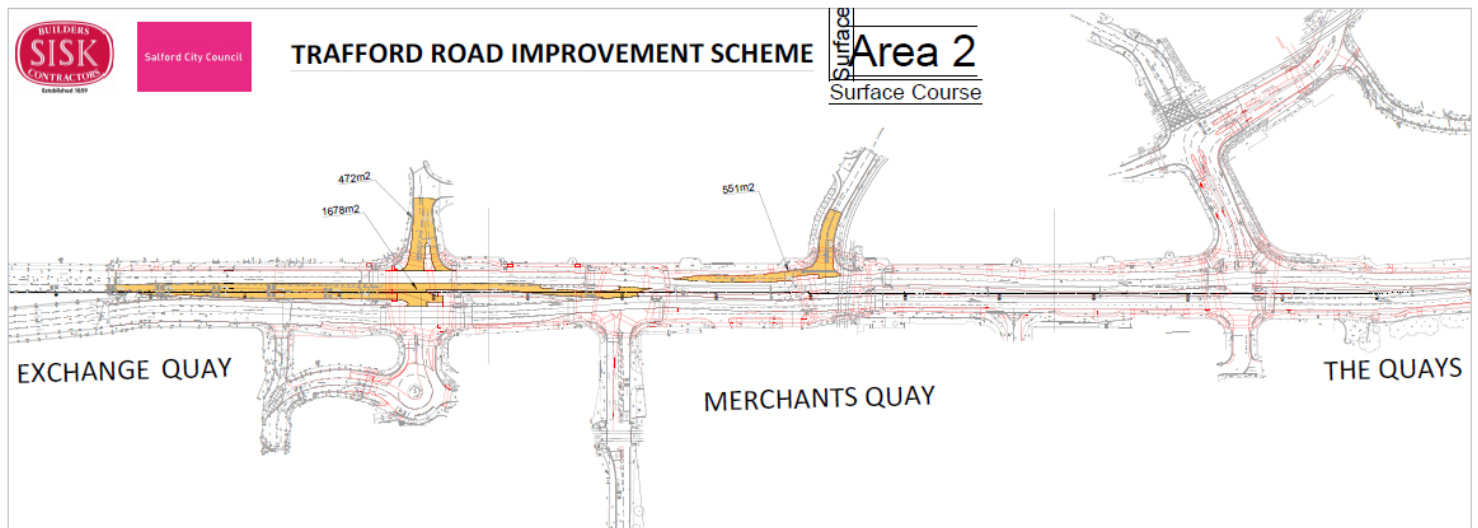 BUILDERS
SISK
CONTRACTORS
Established 1859
Salford City Council
TRAFFORD ROAD IMPROVEMENT SCHEME
Surface
Area 2
Surface Course
472m2
1678m2
551m2
EXCHANGE QUAY
MERCHANTS QUAY
THE QUAYS